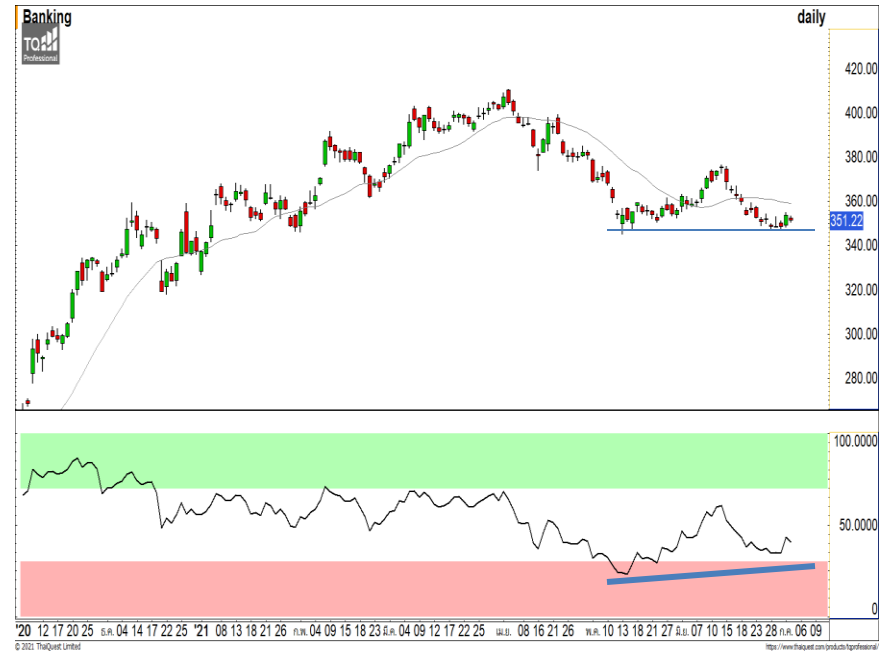 Banking
daily
TQ
Professional
420.00
400.00
380.00
360.00
351.22
340.00
320.00
300.00
280.00
100.0000
50.0000
0
'20 12 17 20 25 ธ.ค. 04 14 17 22 25 '21 08 13 18 21 26 ก.พ. 04 09 15 18 23 มี.ค. 04 09 12 17 22 25 เม.ย. 08 16 21 26 พ.ค. 10 13 18 21 27 มิ.ย. 07 10 15 18 23 28 ก.ค. 06 09
© 2021 ThaiQuest Limited
https://www.thaiquest.com/products/tqprofessional/